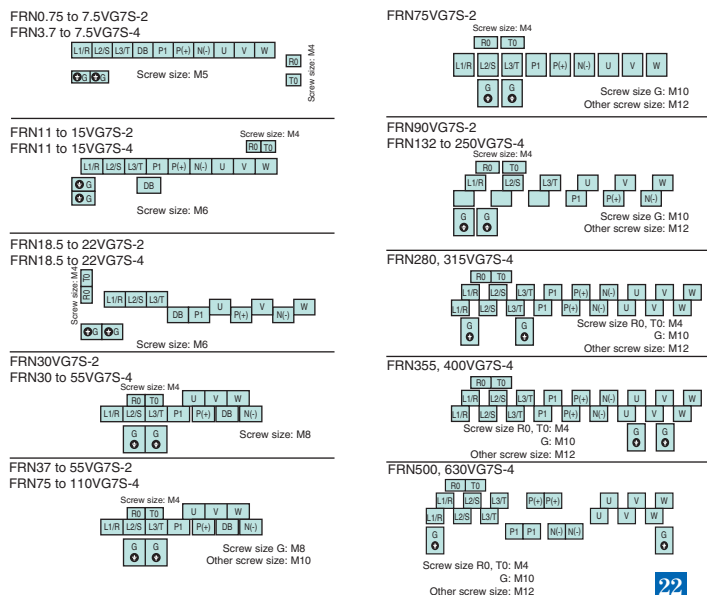 FRN0.75 to 7.5VG7S-2
FRN3.7 to 7.5VG7S-4
L1/R L2/S L3/T DB P1 P(+) N(-) U V W
G G
Screw size: M5
R0
T0
Screw size: M4
FRN11 to 15VG7S-2
FRN11 to 15VG7S-4
Screw size: M4
R0 T0
L1/R L2/S L3/T P1 P(+) N(-) U V W
G
G
DB
Screw size: M6
FRN18.5 to 22VG7S-2
FRN18.5 to 22VG7S-4
Screw size: M4
R0 T0
L1/R L2/S L3/T
DB P1 U P(+) V N(-) W
G G
Screw size: M6
FRN30VG7S-2
FRN30 to 55VG7S-4
Screw size: M4
R0 T0 U V W
L1/R L2/S L3/T P1 P(+) DB N(-)
G G
Screw size: M8
FRN37 to 55VG7S-2
FRN75 to 110VG7S-4
Screw size: M4
R0 T0 U V W
L1/R L2/S L3/T P1 P(+) DB N(-)
G G
Screw size G: M8
Other screw size: M10
FRN75VG7S-2
Screw size: M4
R0 T0
L1/R L2/S L3/T P1 P(+) N(-) U V W
G G
Screw size G: M10
Other screw size: M12
FRN90VG7S-2
FRN132 to 250VG7S-4
Screw size: M4
R0 T0
L1/R L2/S L3/T U V W
P1 P(+) N(-)
G G
Screw size G: M10
Other screw size: M12
FRN280, 315VG7S-4
R0 T0
L1/R L2/S L3/T P1 P(+) N(-) U V W
L1/R L2/S L3/T P1 P(+) N(-) U V W
G G
Screw size R0, T0: M4
G: M10
Other screw size: M12
FRN355, 400VG7S-4
R0 T0
L1/R L2/S L3/T P1 P(+) N(-) U V W
L1/R L2/S L3/T P1 P(+) N(-) U V W
Screw size R0, T0: M4
G: M10
Other screw size: M12
G G
FRN500, 630VG7S-4
R0 T0
L1/R L2/S L3/T P(+) P(+) U V W
L1/R L2/S L3/T U V W
G P1 P1 N(-) N(-) G
Screw size R0, T0: M4
G: M10
Other screw size: M12
22